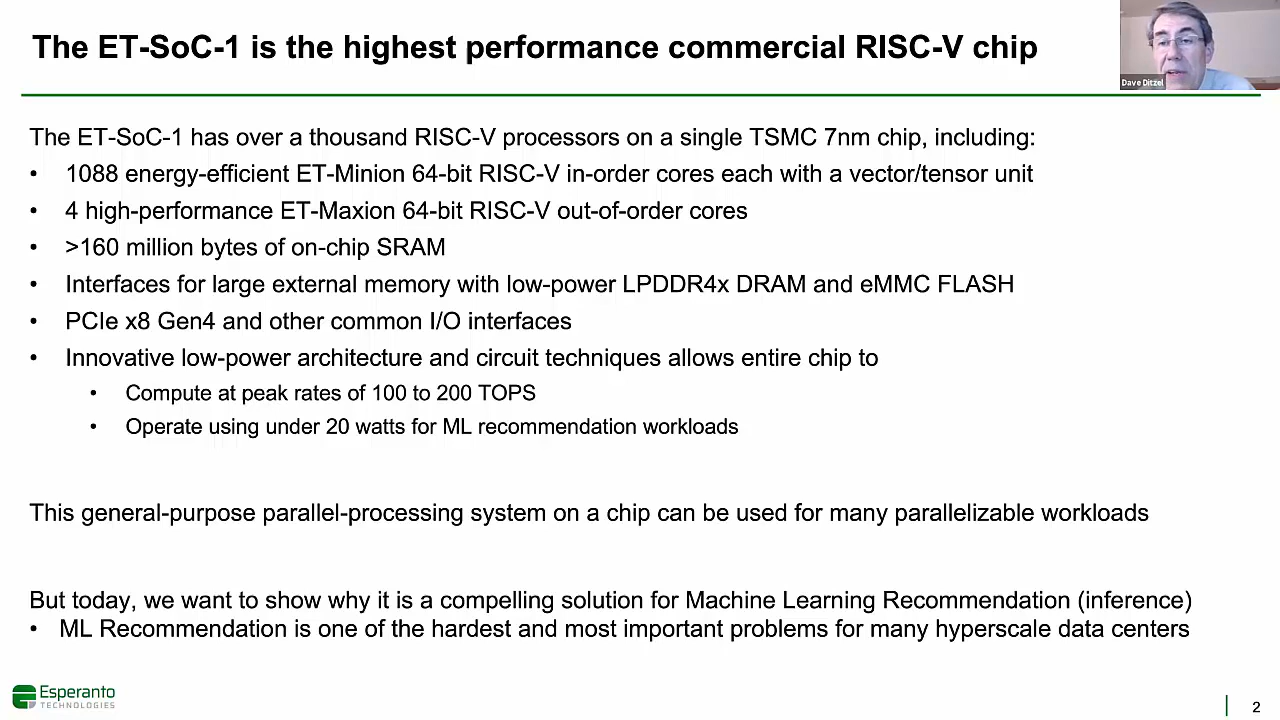 The ET-SoC-1 is the highest performance commercial RISC-V chip
Dave Ditzel
The ET-SoC-1 has over a thousand RISC-V processors on a single TSMC 7nm chip, including:
• 1088 energy-efficient ET-Minion 64-bit RISC-V in-order cores each with a vector/tensor unit
• 4 high-performance ET-Maxion 64-bit RISC-V out-of-order cores
• >160 million bytes of on-chip SRAM
• Interfaces for large external memory with low-power LPDDR4x DRAM and eMMC FLASH
• PCIe x8 Gen4 and other common I/O interfaces
• Innovative low-power architecture and circuit techniques allows entire chip to
• Compute at peak rates of 100 to 200 TOPS
• Operate using under 20 watts for ML recommendation workloads
This general-purpose parallel-processing system on a chip can be used for many parallelizable workloads
But today, we want to show why it is a compelling solution for Machine Learning Recommendation (inference)
• ML Recommendation is one of the hardest and most important problems for many hyperscale data centers
Esperanto
TECHNOLOGIES
2